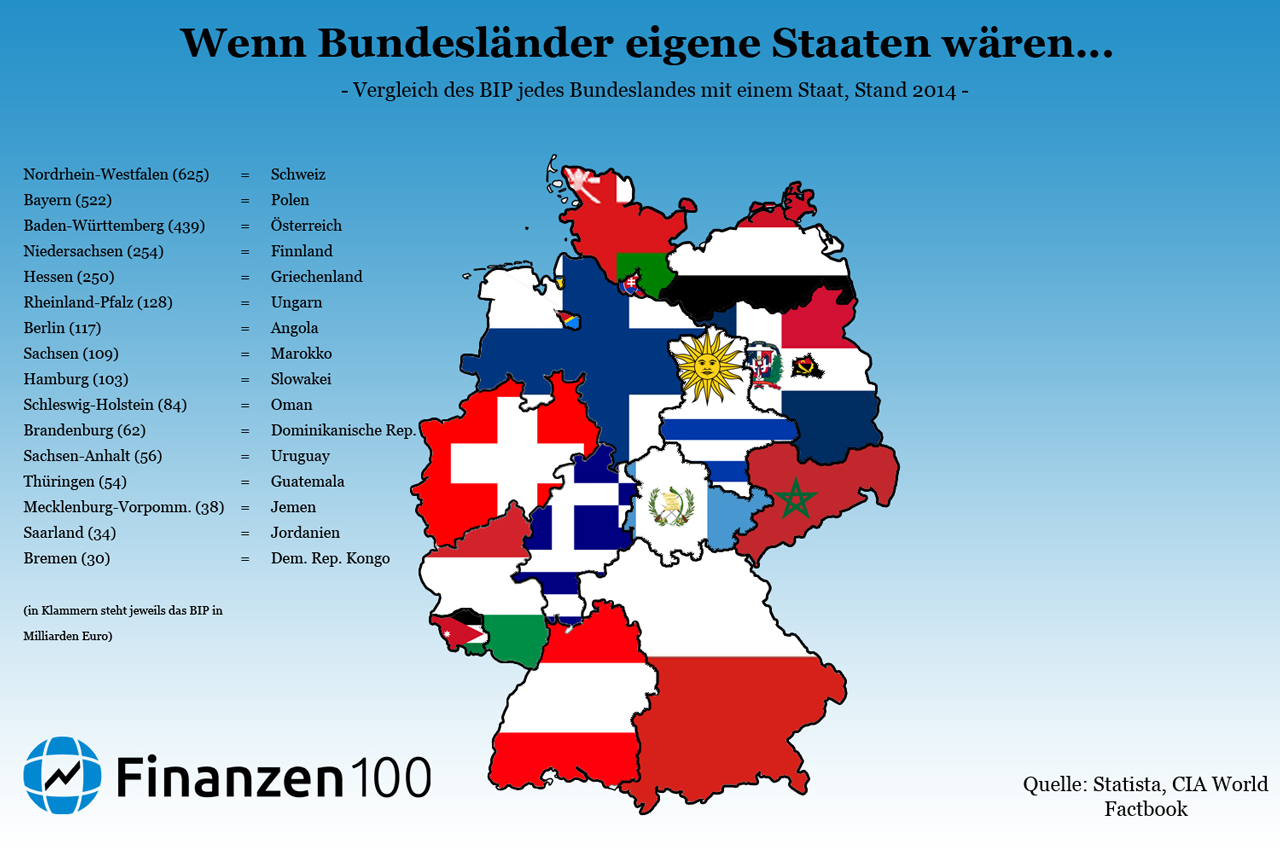 Wenn Bundesländer eigene Staaten wären...
- Vergleich des BIP jedes Bundeslandes mit einem Staat, Stand 2014 -
Nordrhein-Westfalen (625) = Schweiz
Bayern (522) = Polen
Baden-Württemberg (439) = Österreich
Niedersachsen (254) = Finnland
Hessen (250) = Griechenland
Rheinland-Pfalz (128) = Ungarn
Berlin (117) = Angola
Sachsen (109) = Marokko
Hamburg (103) = Slowakei
Schleswig-Holstein (84) = Oman
Brandenburg (62) = Dominikanische Rep.
Sachsen-Anhalt (56) = Uruguay
Thüringen (54) = Guatemala
Mecklenburg-Vorpomm. (38) = Jemen
Saarland (34) = Jordanien
Bremen (30) = Dem. Rep. Kongo
(in Klammern steht jeweils das BIP in
Milliarden Euro)
Finanzen100
Quelle: Statista, CIA World
Factbook